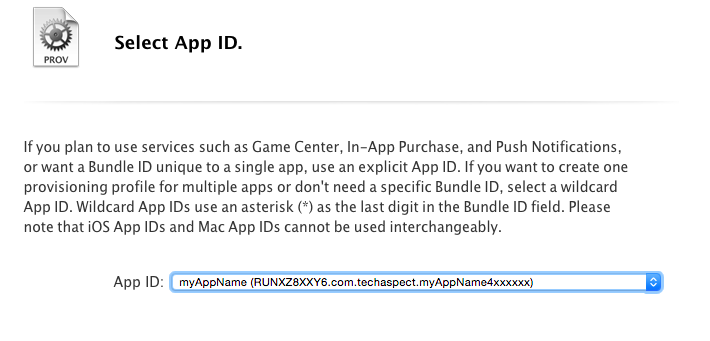 PROV
Select App ID.
If you plan to use services such as Game Center, In-App Purchase, and Push Notifications,
or want a Bundle ID unique to a single app, use an explicit App ID. If you want to create one
provisioning profile for multiple apps or don't need a specific Bundle ID, select a wildcard
App ID. Wildcard App IDs use an asterisk (*) as the last digit in the Bundle ID field. Please
note that iOS App IDs and Mac App IDs cannot be used interchangeably.
App ID: myAppName (RUNXZ8XXY6.com.techaspect.myAppName4xxxxxx)